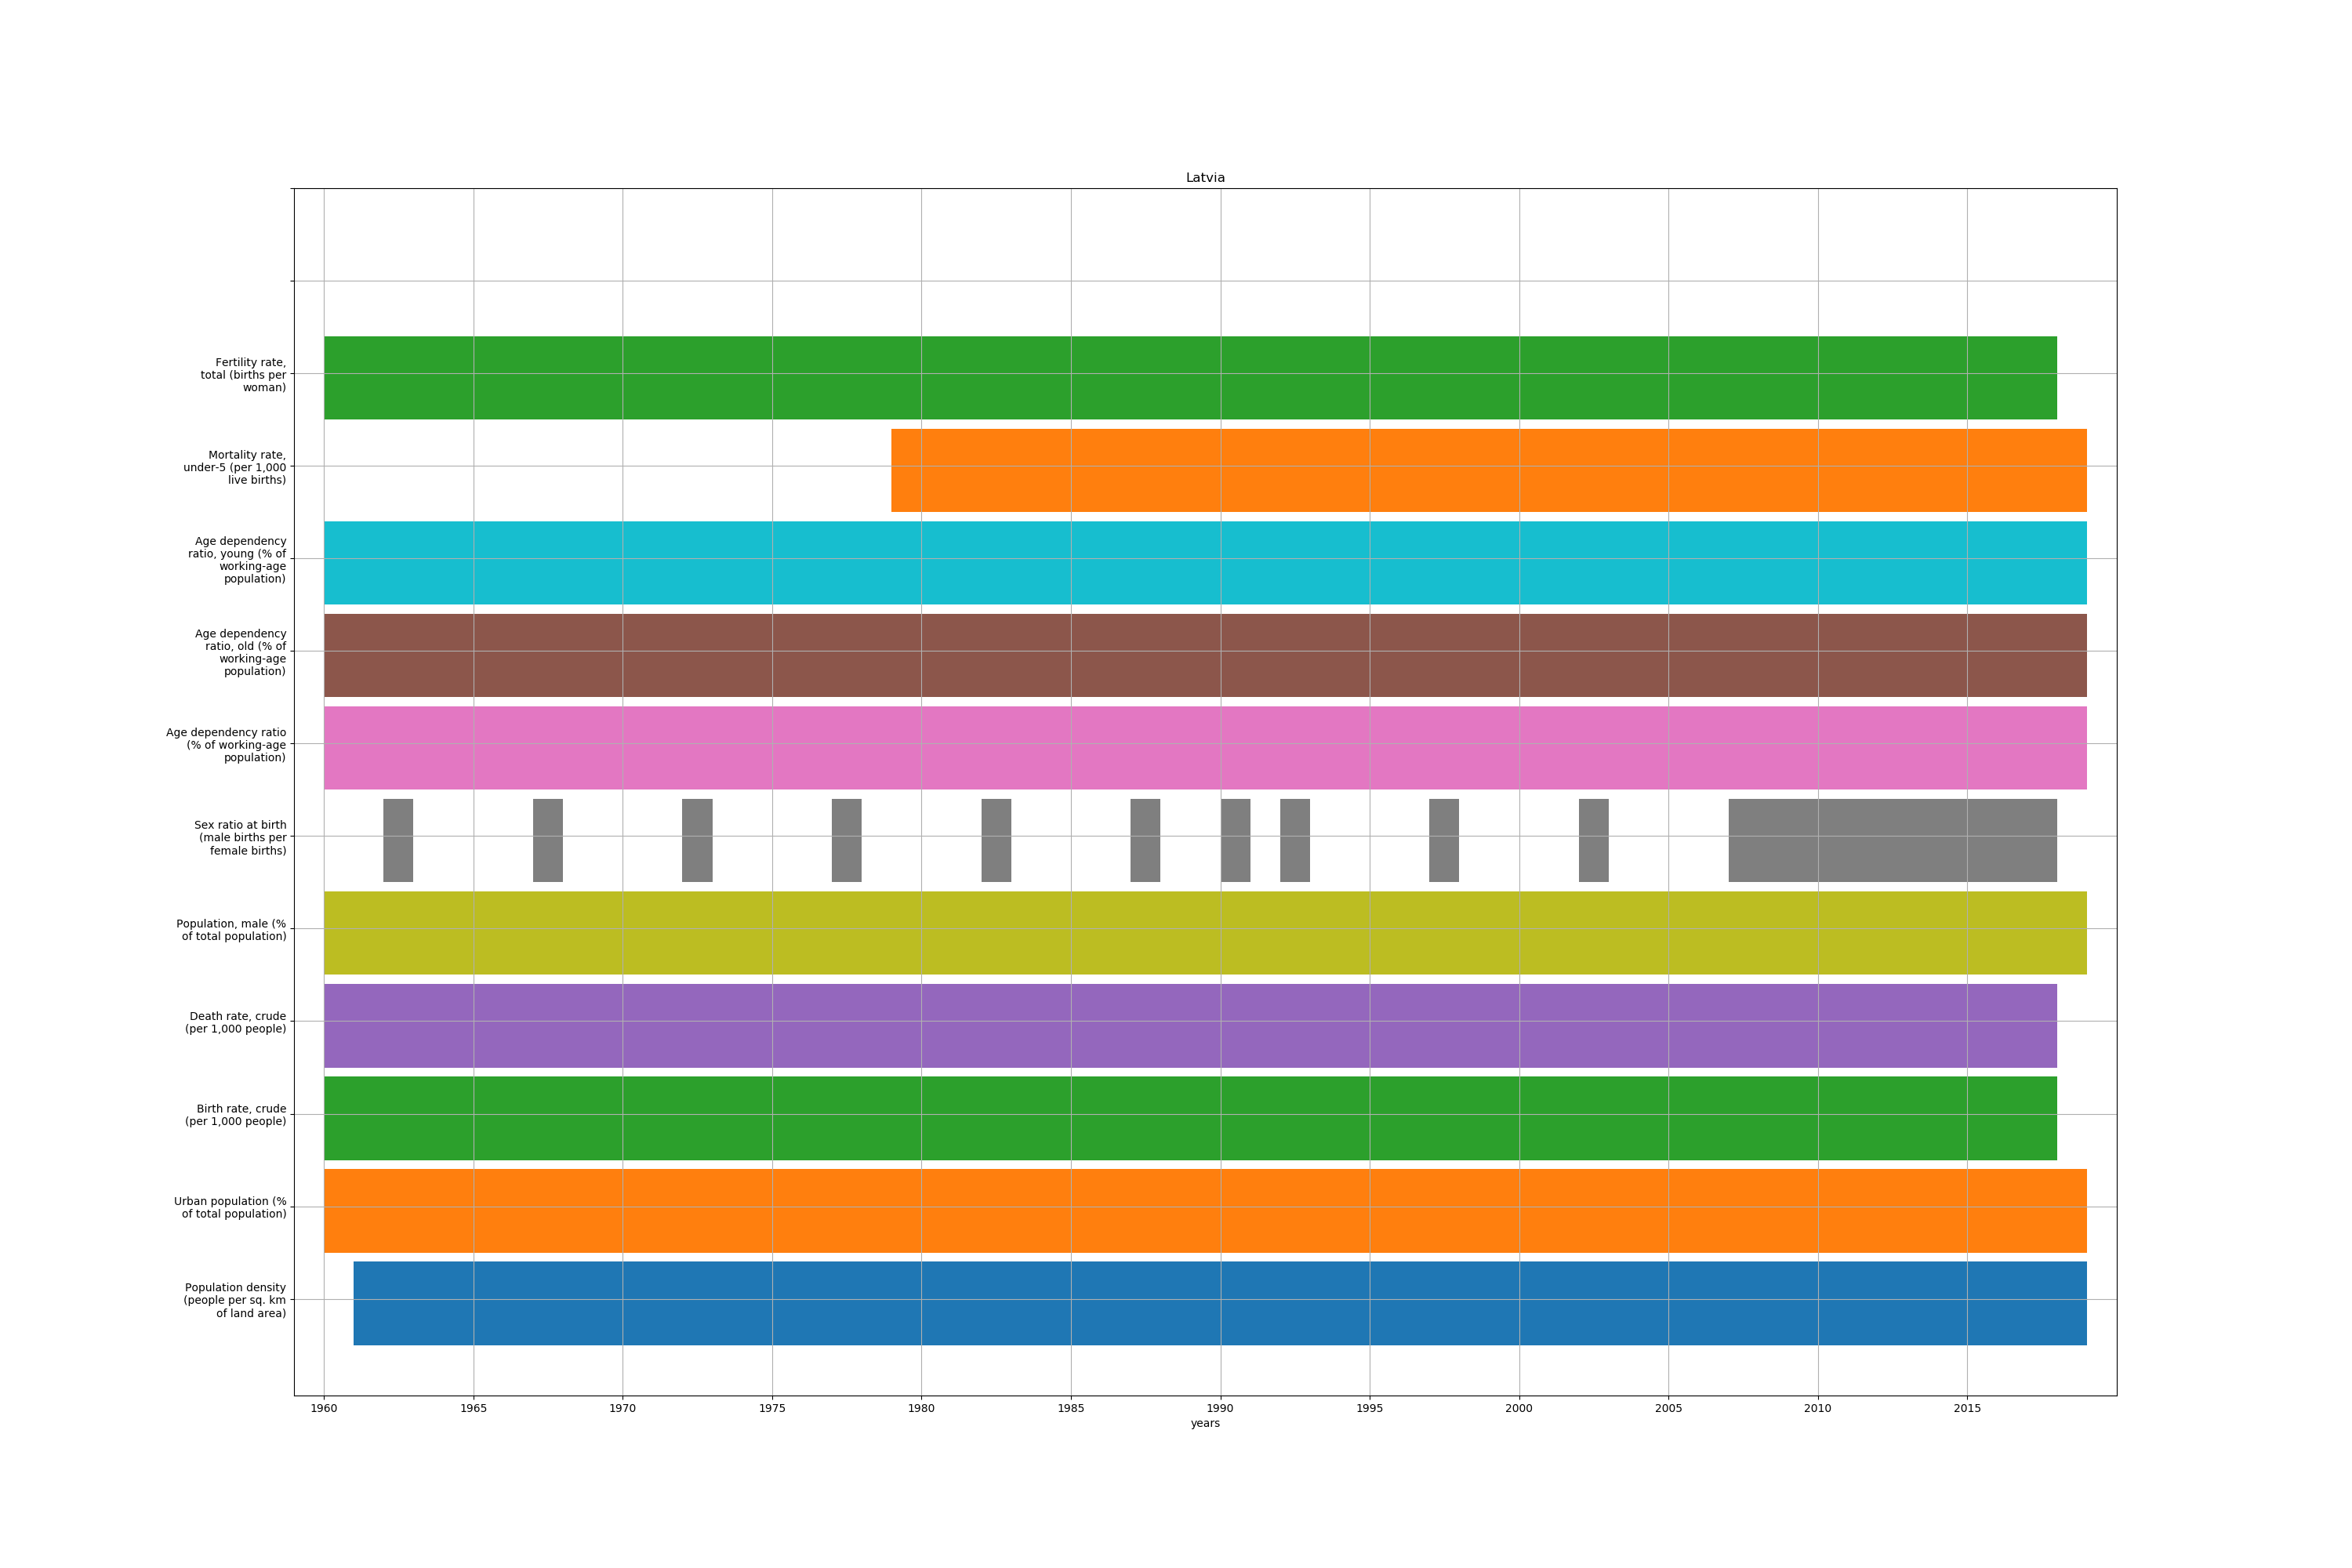 Latvia
Fertility rate,
total (births per
woman)
Mortality rate,
under-5 (per 1,000
live births)
Age dependency
ratio, young (% of
working-age
population)
Age dependency
ratio, old (% of
working-age
population)
Age dependency ratio
(% of working-age
population)
Sex ratio at birth
(male births per
female births)
Population, male (%
of total population)
Death rate, crude
(per 1,000 people)
Birth rate, crude
(per 1,000 people)
Urban population (%
of total population)
Population density
(people per sq. km
of land area)
1960 1965 1970 1975 1980 1985 1990 1995 2000 2005 2010 2015
years